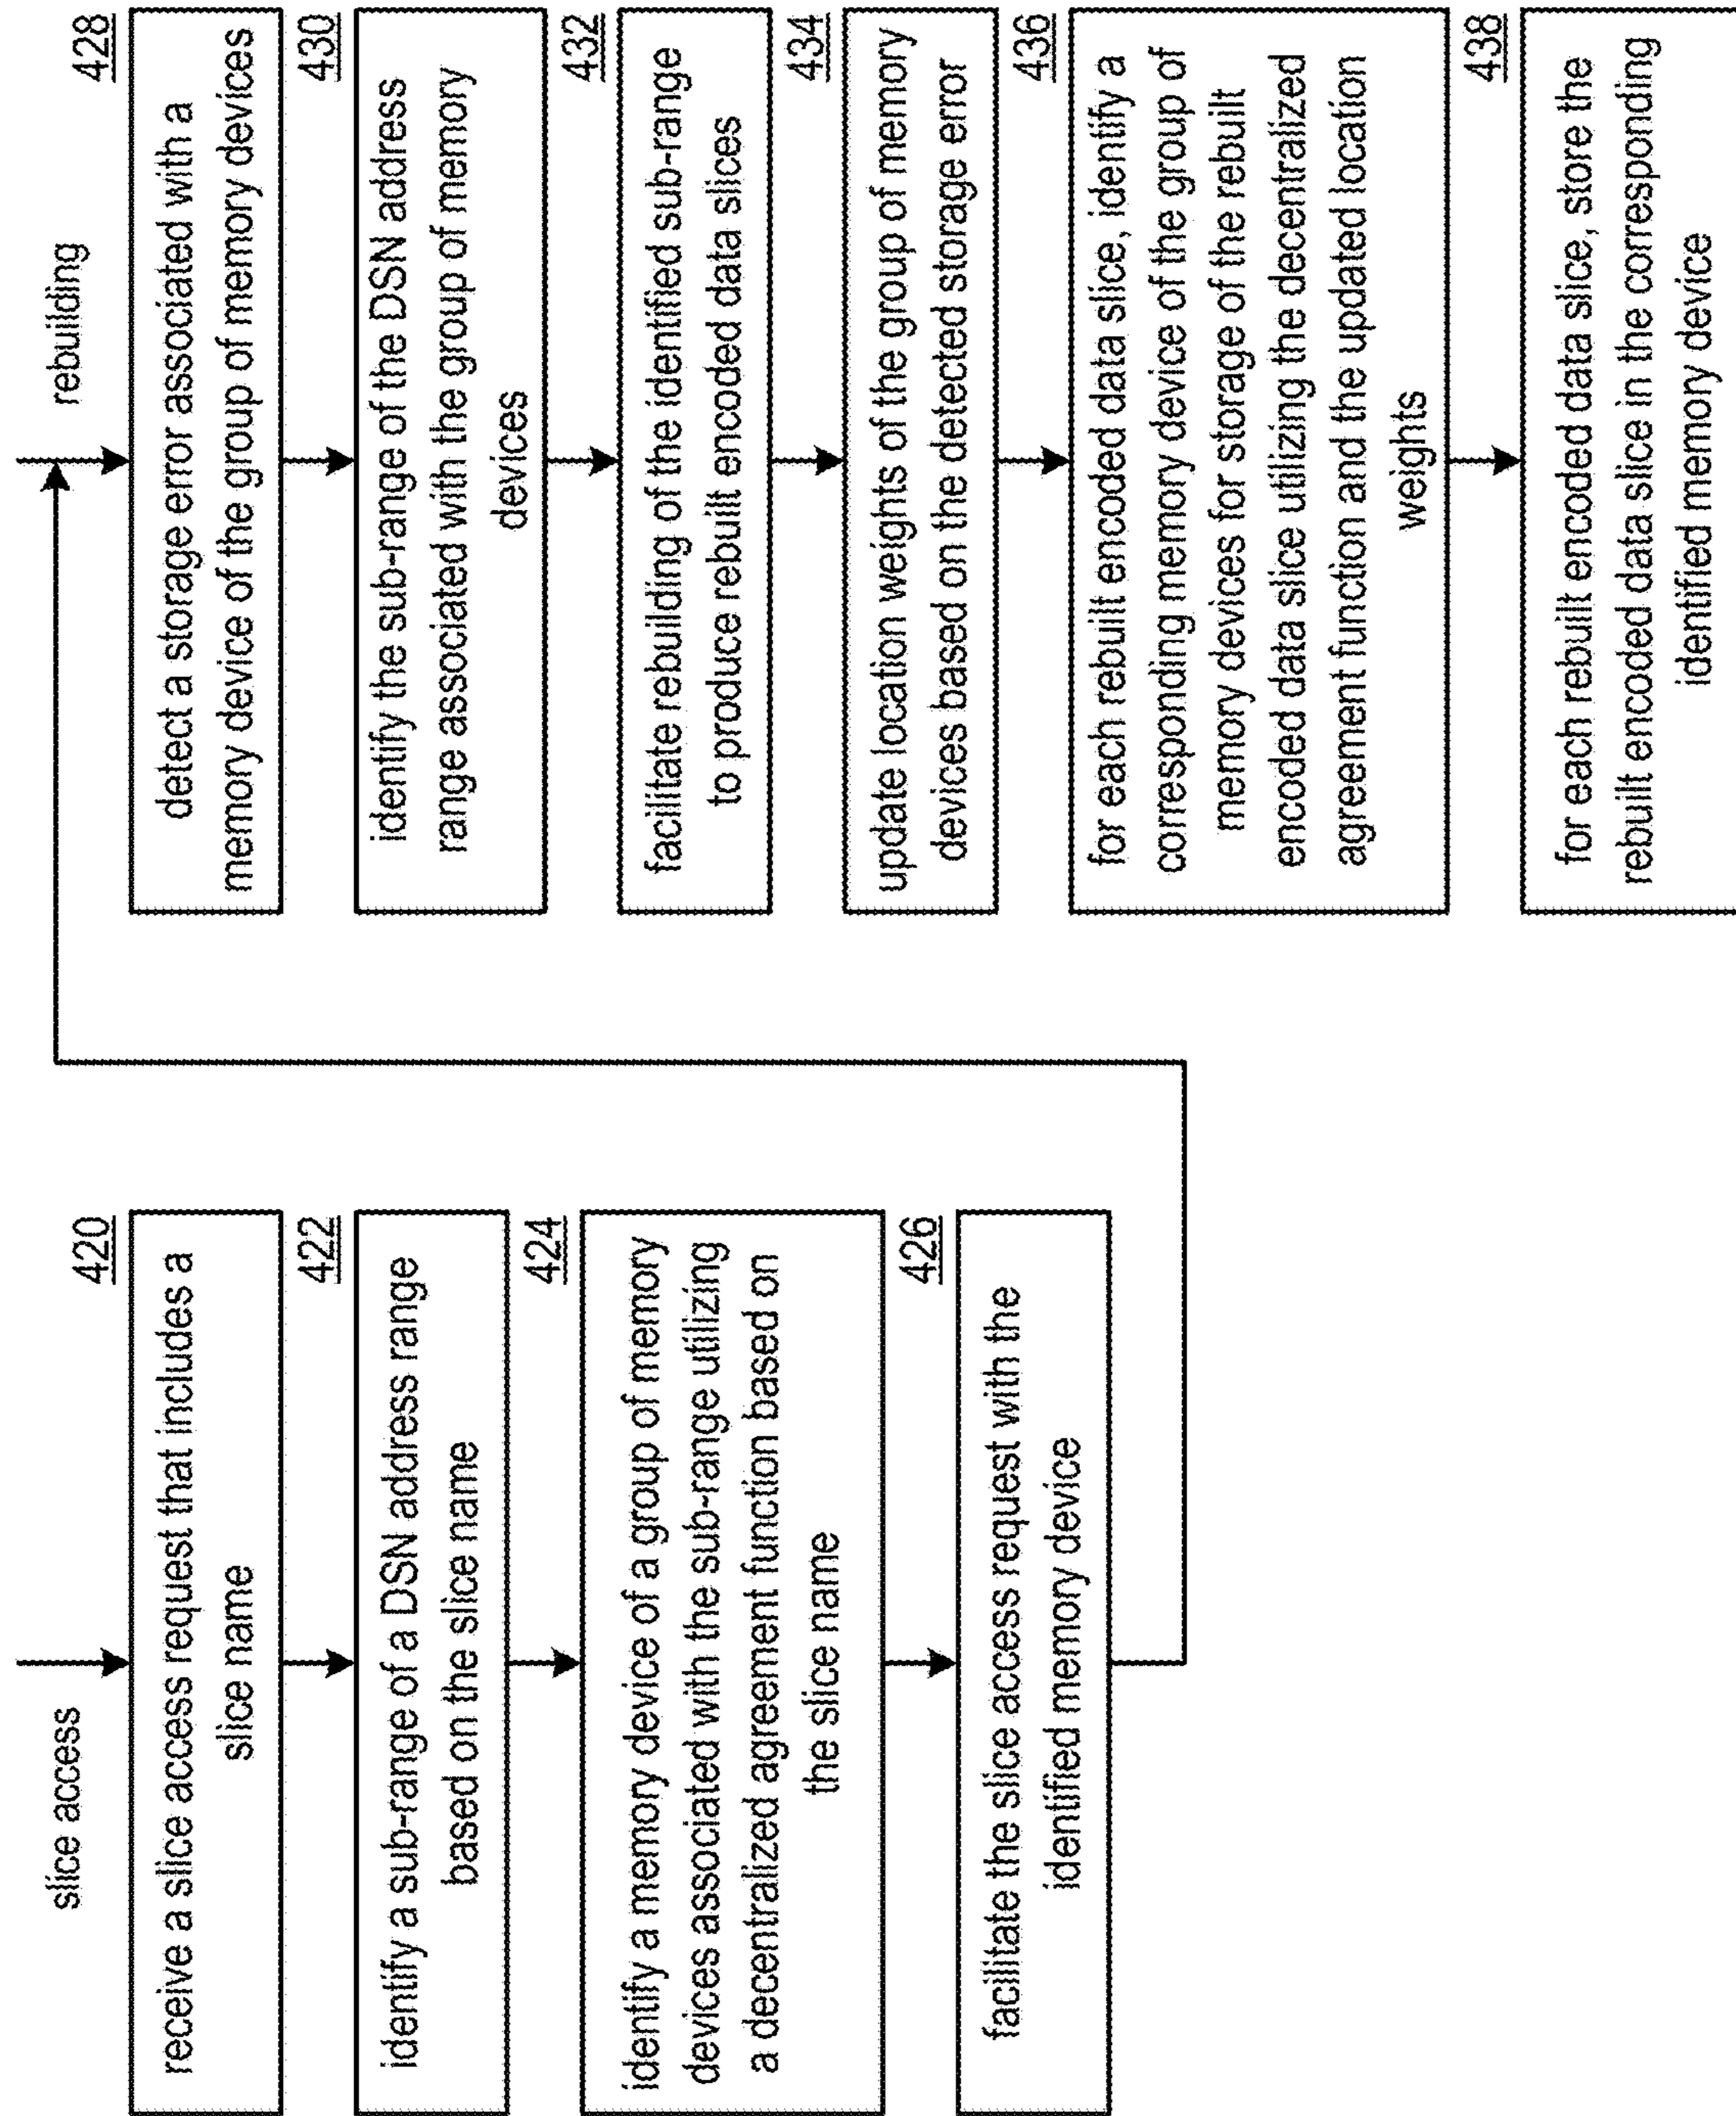 slice access
420
receive a slice access request that includes a
slice name
422
identify a sub-range of a DSN address range
based on the slice name
424
identify a memory device of a group of memory
devices associated with the sub-range utilizing
a decentralized agreement function based on
the slice name
426
facilitate the slice access request with the
identified memory device
rebuilding
428
detect a storage error associated with a
memory device of the group of memory devices
430
identify the sub-range of the DSN address
range associated with the group of memory
devices
432
facilitate rebuilding of the identified sub-range
to produce rebuilt encoded data slices
434
update location weights of the group of memory
devices based on the detected storage error
436
for each rebuilt encoded data slice, identify a
corresponding memory device of the group of
memory devices for storage of the rebuilt
encoded data slice utilizing the decentralized
agreement function and the updated location
weights
438
for each rebuilt encoded data slice, store the
rebuilt encoded data slice in the corresponding
identified memory device